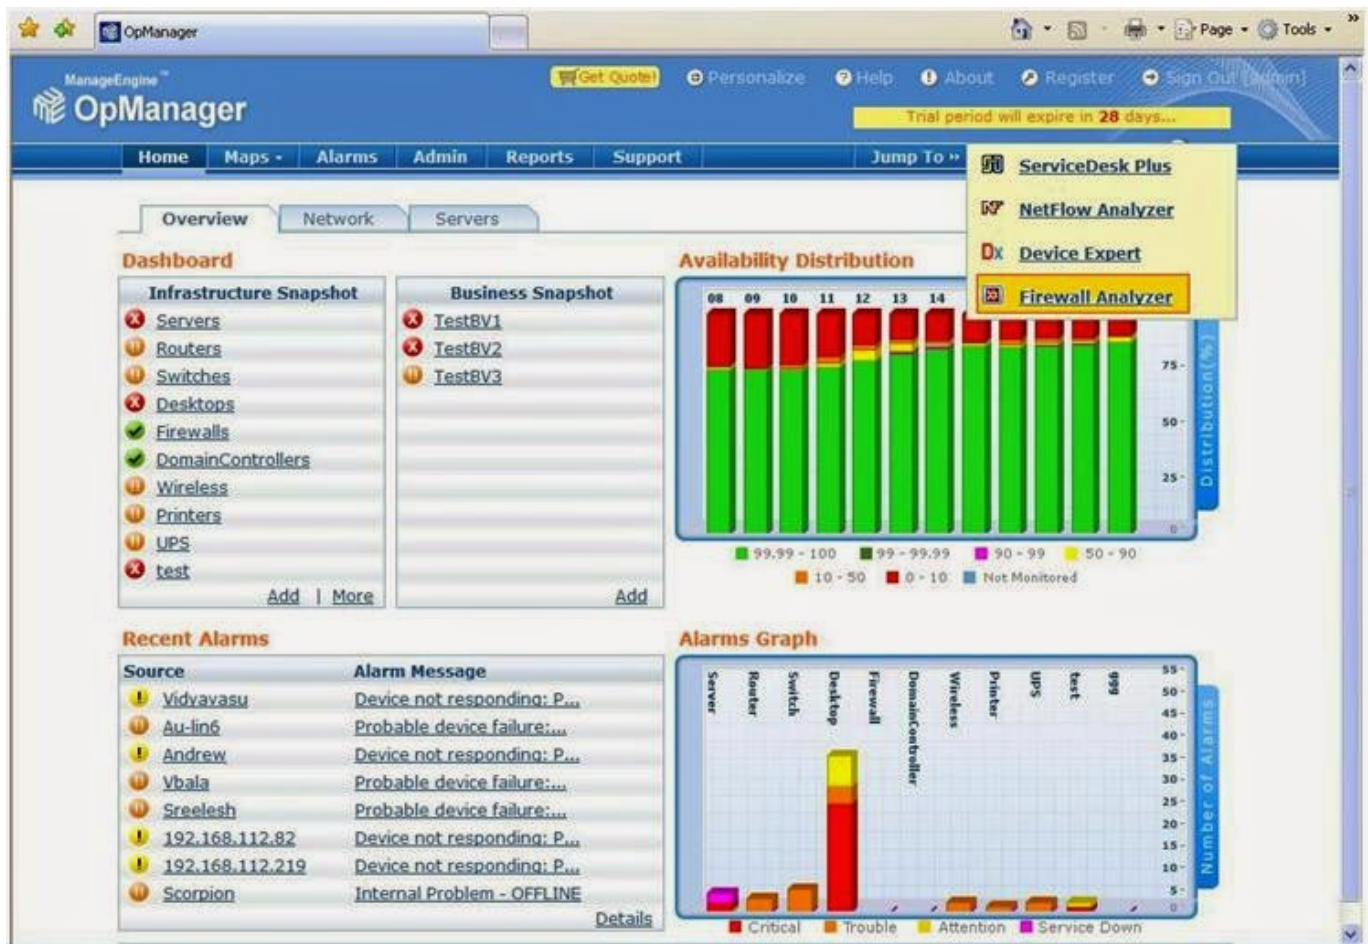 OpManager
Page
Tools
»
ManageEngine™
OpManager
Get Quote!
Personalize
Help
About
Register
Sign Out [admin]
Trial period will expire in 28 days...
Home
Maps
Alarms
Admin
Reports
Support
Jump To »
ServiceDesk Plus
NetFlow Analyzer
Device Expert
Firewall Analyzer
Overview
Network
Servers
Dashboard
Infrastructure Snapshot
Servers
Routers
Switches
Desktops
Firewalls
DomainControllers
Wireless
Printers
UPS
test
Add | More
Business Snapshot
TestBV1
TestBV2
TestBV3
Add
Availability Distribution
08 09 10 11 12 13 14
75
50
25
0
Distribution(%)
99.99 - 100 99 - 99.99 90 - 99 50 - 90
10 - 50 0 - 10 Not Monitored
Recent Alarms
Source Alarm Message
Vidvavasu Device not responding: P...
Au-lin6 Probable device failure:...
Andrew Device not responding: P...
Vbala Probable device failure:...
Sreelesh Probable device failure:...
192.168.112.82 Device not responding: P...
192.168.112.219 Device not responding: P...
Scorpion Internal Problem - OFFLINE
Details
Alarms Graph
Server
Router
Switch
Desktop
Firewall
DomainController
Wireless
Printer
UPS
test
999
55
50
45
40
35
30
25
20
15
10
5
0
Number of Alarms
Critical Trouble Attention Service Down